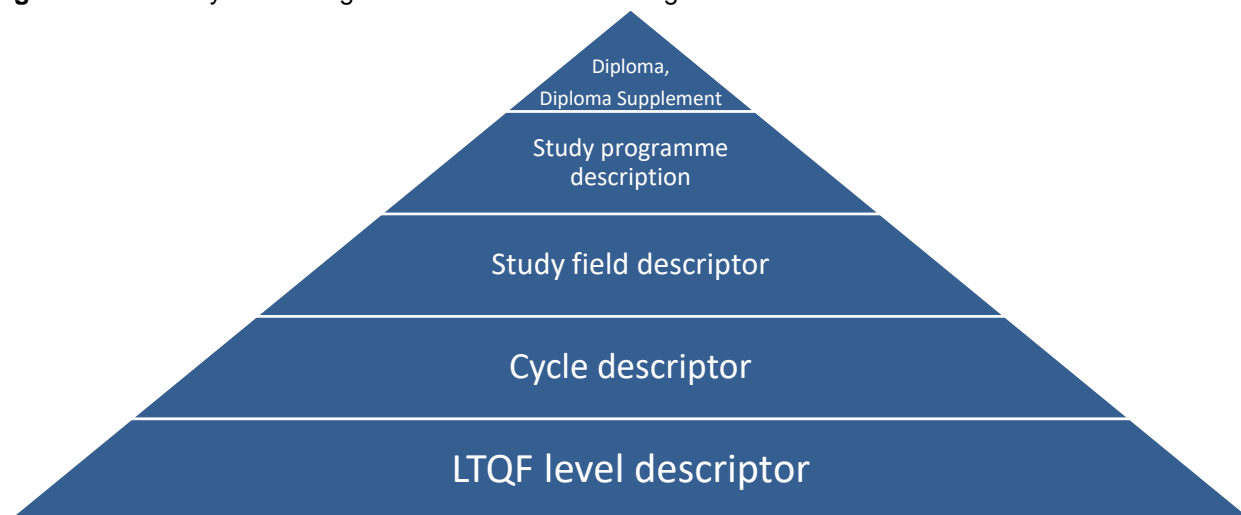 Diploma,
Diploma Supplement
Study programme
description
Study field descriptor
Cycle descriptor
LTQF level descriptor